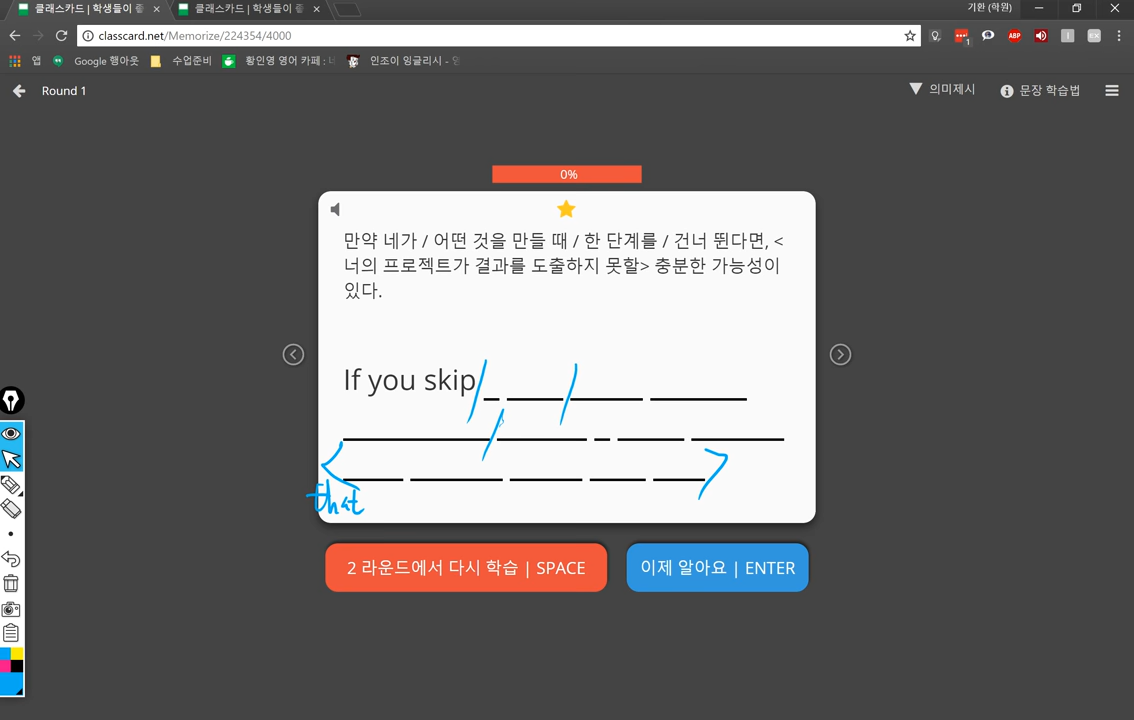 클래스카드 | 학생들이 좋
클래스카드 | 학생들이 좋
기환 (학원)
classcard.net/Memorize/224354/4000
1
ABP
앱
Google 행아웃
수업준비
황인영 영어 카페 : 네
인조이 잉글리시 - 영
Round 1
의미제시
문장 학습법
0%
만약 네가 / 어떤 것을 만들 때 / 한 단계를 / 건너 뛴다면, <
너의 프로젝트가 결과를 도출하지 못할> 충분한 가능성이
있다.
If you skip
that
2 라운드에서 다시 학습 | SPACE
이제 알아요 | ENTER